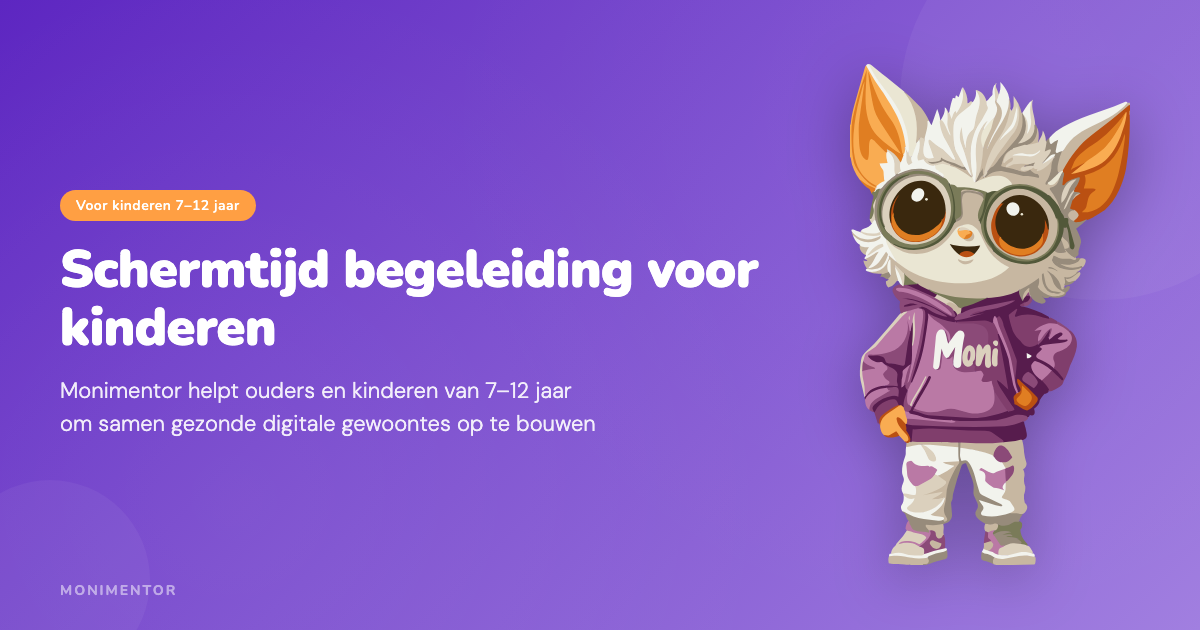 Voor kinderen 7–12 jaar
Schermtijd begeleiding voor
kinderen
Monimentor helpt ouders en kinderen van 7–12 jaar
om samen gezonde digitale gewoontes op te bouwen
Moni
MONIMENTOR